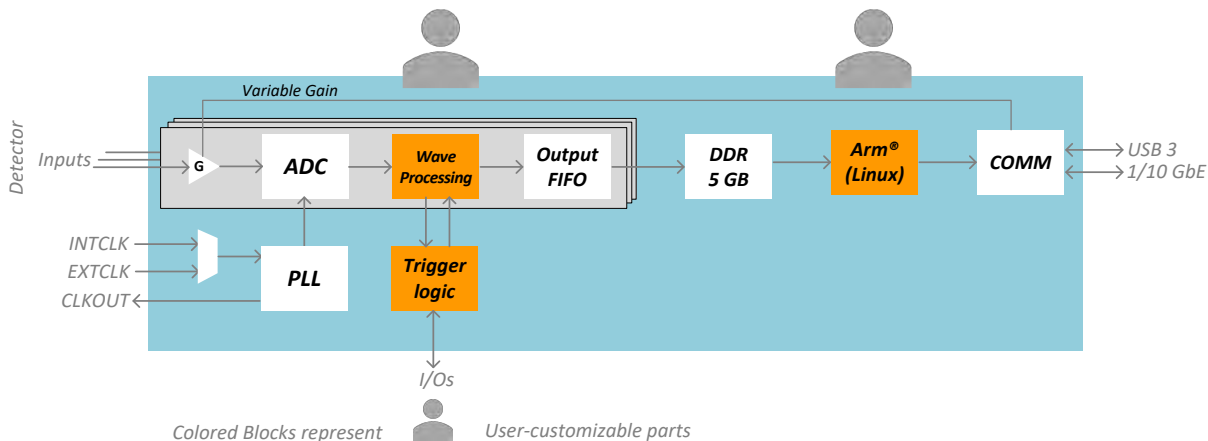 Variable Gain
Detector
Inputs
G
ADC
Wave
Processing
Output
FIFO
DDR
5 GB
Arm®
(Linux)
COMM
USB 3
1/10 GbE
INTCLK
EXTCLK
CLKOUT
PLL
Trigger
logic
I/Os
Colored Blocks represent
User-customizable parts